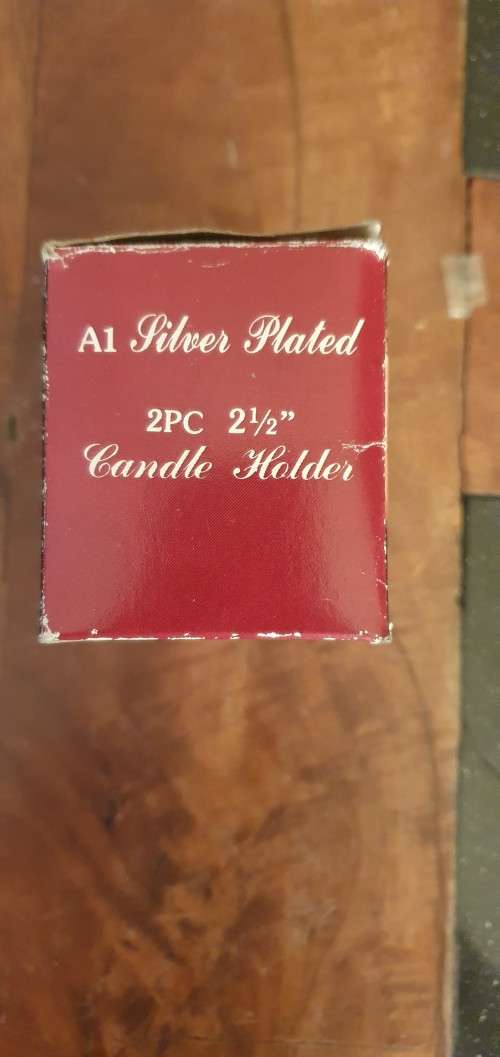 A1 Silver Plated
2PC 2½”
Candle Holder